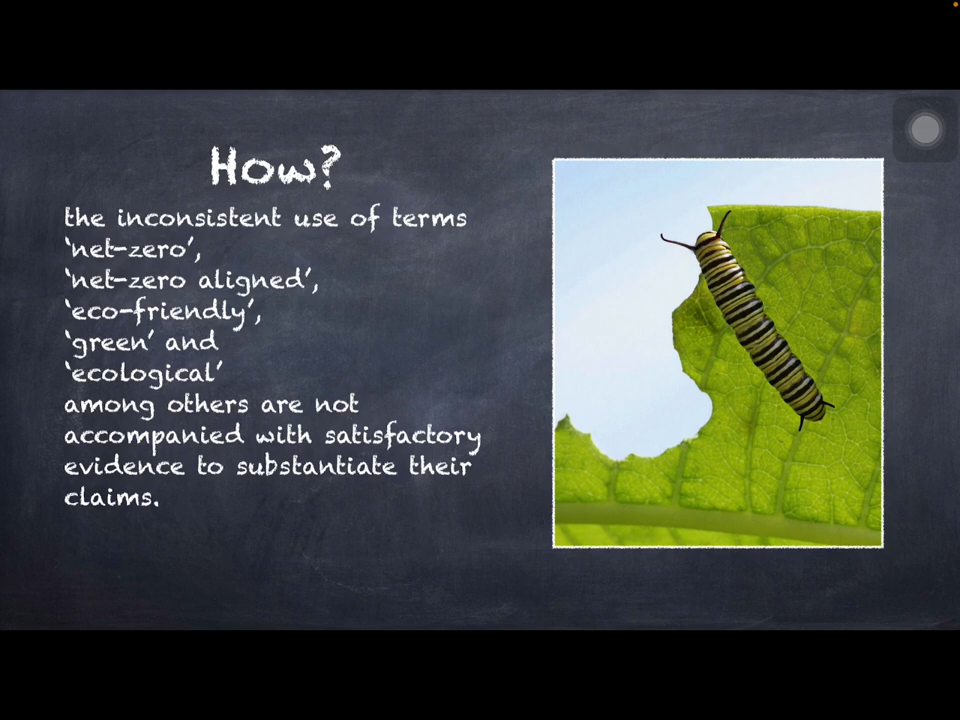 How?
the inconsistent use of terms
‘net-zero’,
‘net-zero aligned’,
‘eco-friendly’,
‘green’ and
‘ecological’
among others are not
accompanied with satisfactory
evidence to substantiate their
claims.